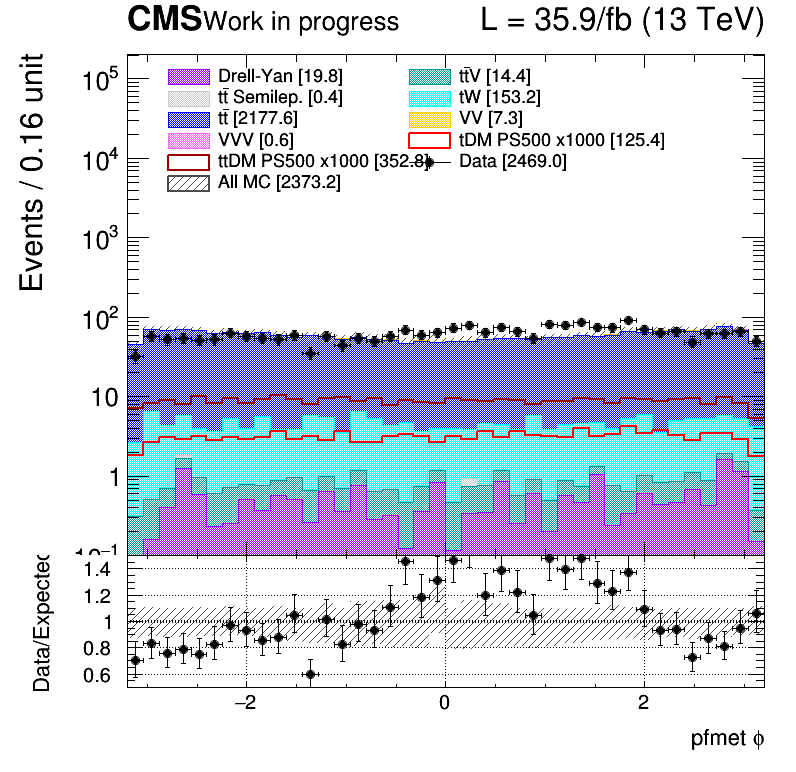 CMS Work in progress L = 35.9/fb (13 TeV)
Events / 0.16 unit
10⁵
10⁴
10³
10²
10
1
10⁻¹
Drell-Yan [19.8]
tt̄V [14.4]
tt̄ Semilep. [0.4]
tW [153.2]
tt̄ [2177.6]
VV [7.3]
VVV [0.6]
tDM PS500 x1000 [125.4]
ttDM PS500 x1000 [352.8]
Data [2469.0]
All MC [2373.2]
Data/Expected
1.4
1.2
1
0.8
0.6
−2 0 2
pfmet ϕ